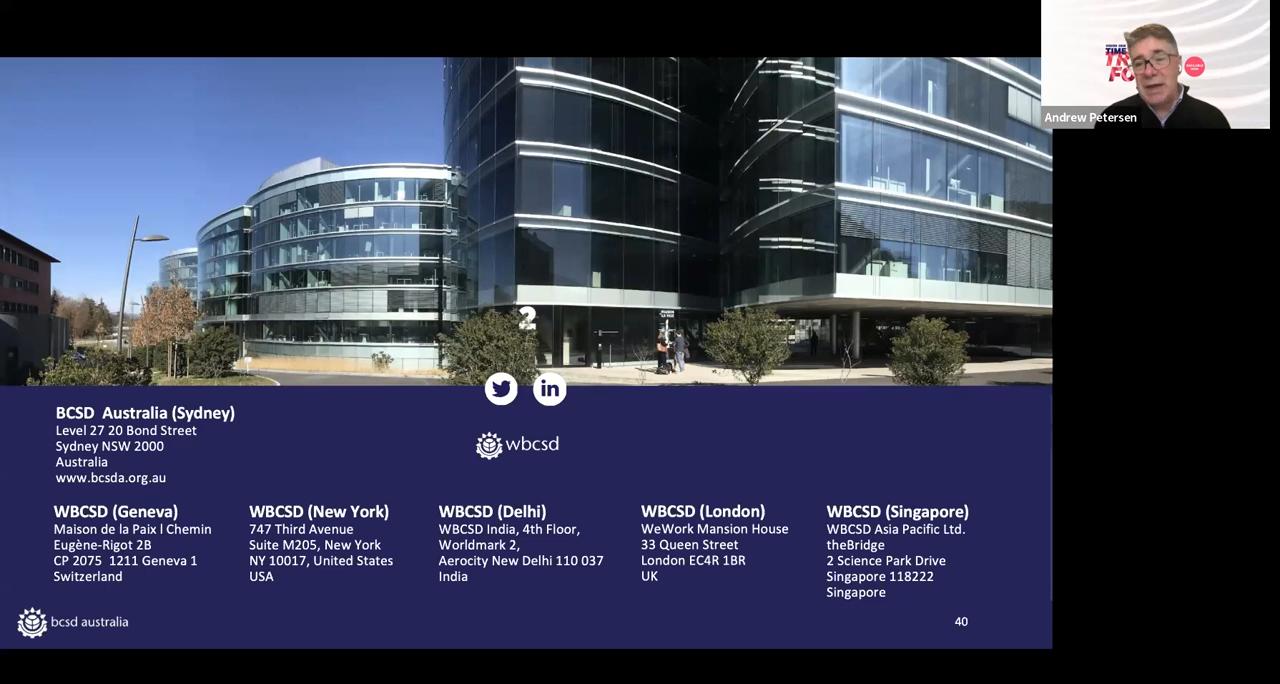 TIME
Andrew Petersen
2
in
wbcsd
BCSD Australia (Sydney)
Level 27 20 Bond Street
Sydney NSW 2000
Australia
www.bcsda.org.au
WBCSD (Geneva)
Maison de la Paix l Chemin
Eugène-Rigot 2B
CP 2075 1211 Geneva 1
Switzerland
WBCSD (New York)
747 Third Avenue
Suite M205, New York
NY 10017, United States
USA
WBCSD (Delhi)
WBCSD India, 4th Floor,
Worldmark 2,
Aerocity New Delhi 110 037
India
WBCSD (London)
WeWork Mansion House
33 Queen Street
London EC4R 1BR
UK
WBCSD (Singapore)
WBCSD Asia Pacific Ltd.
theBridge
2 Science Park Drive
Singapore 118222
Singapore
bcsd australia
40